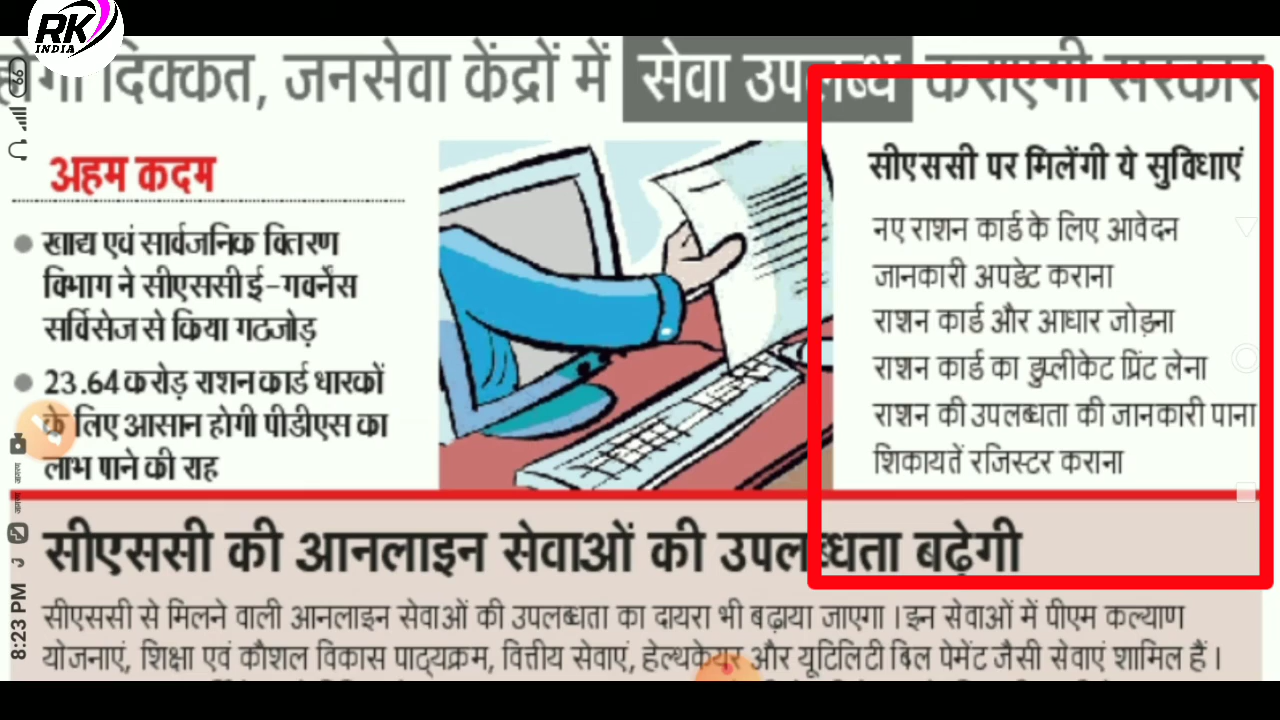 RK
INDIA
होगी दिक्कत, जनसेवा केंद्रों में सेवा उपलब्ध कराएगी सरकार
अहम कदम
खाद्य एवं सार्वजनिक वितरण
विभाग ने सीएससी ई-गवर्नेंस
सर्विसेज से किया गठजोड़
23.64 करोड़ राशन कार्ड धारकों
के लिए आसान होगी पीडीएस का
लाभ पाने की राह
सीएससी पर मिलेंगी ये सुविधाएं
नए राशन कार्ड के लिए आवेदन
जानकारी अपडेट कराना
राशन कार्ड और आधार जोड़ना
राशन कार्ड का डुप्लीकेट प्रिंट लेना
राशन की उपलब्धता की जानकारी पाना
शिकायतें रजिस्टर कराना
सीएससी की आनलाइन सेवाओं की उपलब्धता बढ़ेगी
सीएससी से मिलने वाली आनलाइन सेवाओं की उपलब्धता का दायरा भी बढ़ाया जाएगा । इन सेवाओं में पीएम कल्याण
योजनाएं, शिक्षा एवं कौशल विकास पाठ्यक्रम, वित्तीय सेवाएं, हेल्थकेयर और यूटिलिटी बिल पेमेंट जैसी सेवाएं शामिल हैं ।
8:23 PM
66